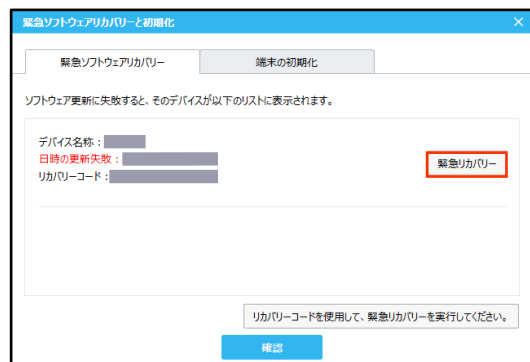 緊急ソフトウェアリカバリーと初期化
緊急ソフトウェアリカバリー
端末の初期化
ソフトウェア更新に失敗すると、そのデバイスが以下のリストに表示されます。
デバイス名称：
日時の更新失敗：
リカバリーコード：
緊急リカバリー
リカバリーコードを使用して、緊急リカバリーを実行してください。
確認